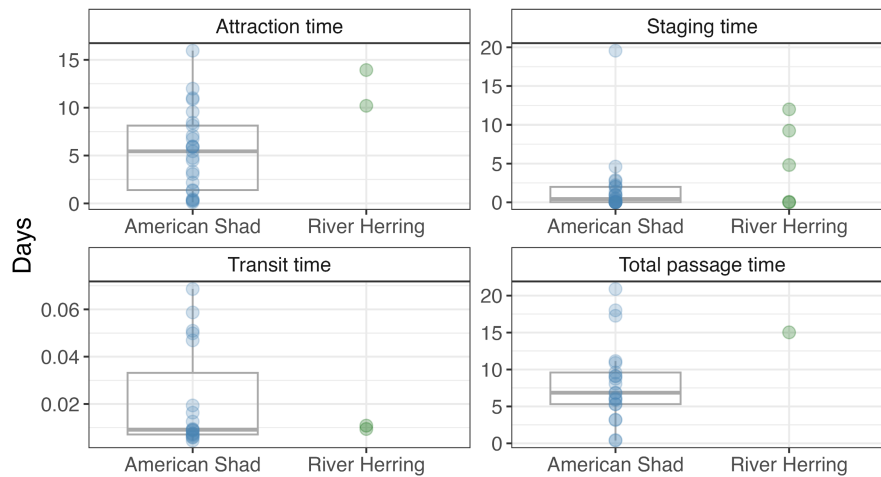 Attraction time
Staging time
15
10
5
0
20
15
10
5
0
American Shad
River Herring
American Shad
River Herring
Days
Transit time
Total passage time
0.06
0.04
0.02
20
15
10
5
0
American Shad
River Herring
American Shad
River Herring